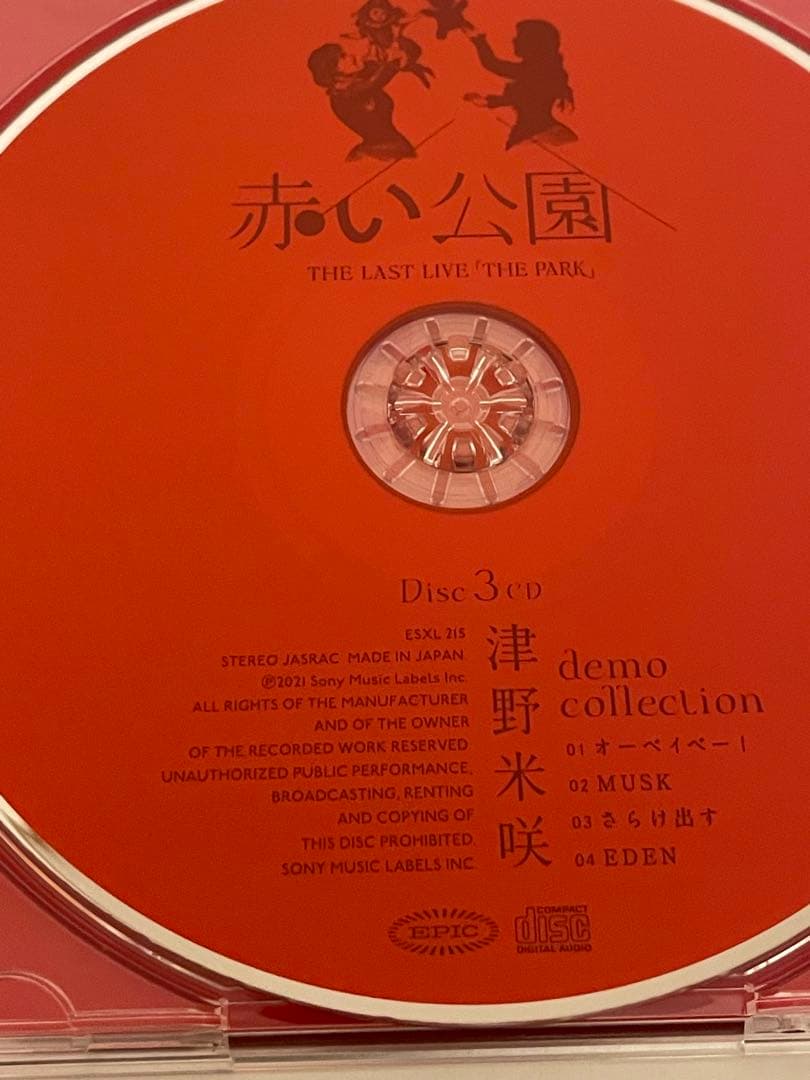 赤い公園
THE LAST LIVE「THE PARK」
Disc 3 CD
ESXL 215
STEREO JASRAC MADE IN JAPAN
℗2021 Sony Music Labels Inc.
ALL RIGHTS OF THE MANUFACTURER
AND OF THE OWNER
OF THE RECORDED WORK RESERVED
UNAUTHORIZED PUBLIC PERFORMANCE,
BROADCASTING, RENTING
AND COPYING OF
THIS DISC PROHIBITED.
SONY MUSIC LABELS INC.
津野米咲
demo
collection
01 オーベイベー!
02 MUSK
03 さらけ出す
04 EDEN
EPIC
COMPACT
disc
DIGITAL AUDIO